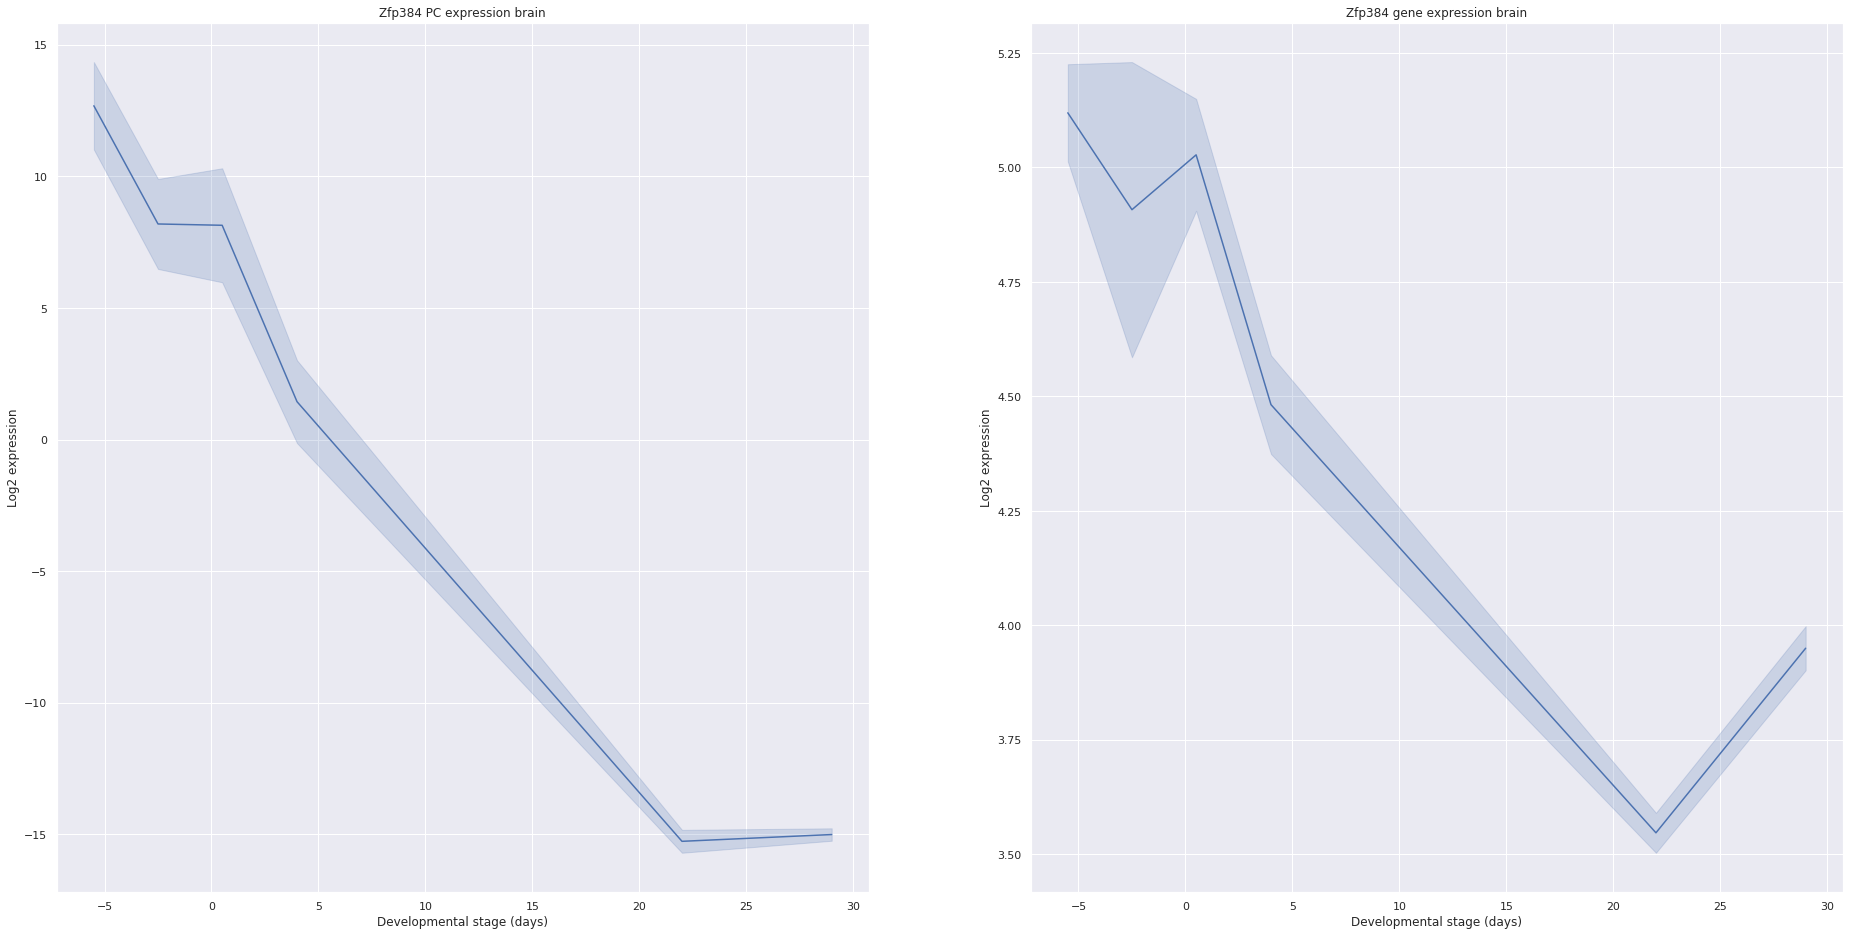 Zfp384 PC expression brain
15
10
5
0
−5
−10
−15
Log2 expression
−5 0 5 10 15 20 25 30
Developmental stage (days)
Zfp384 gene expression brain
5.25
5.00
4.75
4.50
4.25
4.00
3.75
3.50
Log2 expression
−5 0 5 10 15 20 25 30
Developmental stage (days)